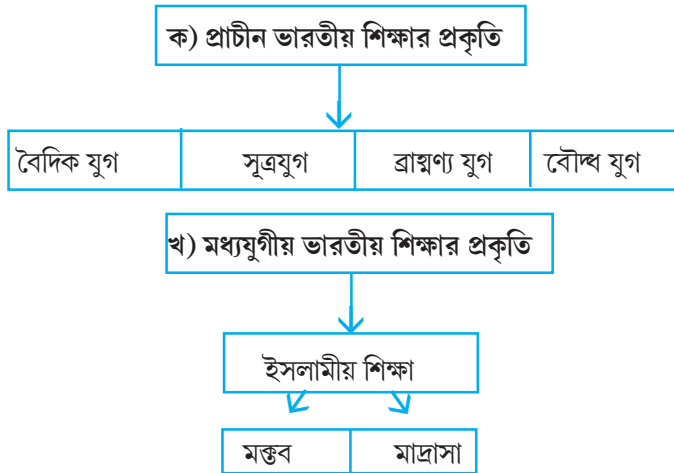 ক) প্রাচীন ভারতীয় শিক্ষার প্রকৃতি
বৈদিক যুগ সূত্রযুগ ব্রাহ্মণ্য যুগ বৌদ্ধ যুগ
খ) মধ্যযুগীয় ভারতীয় শিক্ষার প্রকৃতি
ইসলামীয় শিক্ষা
মক্তব মাদ্রাসা